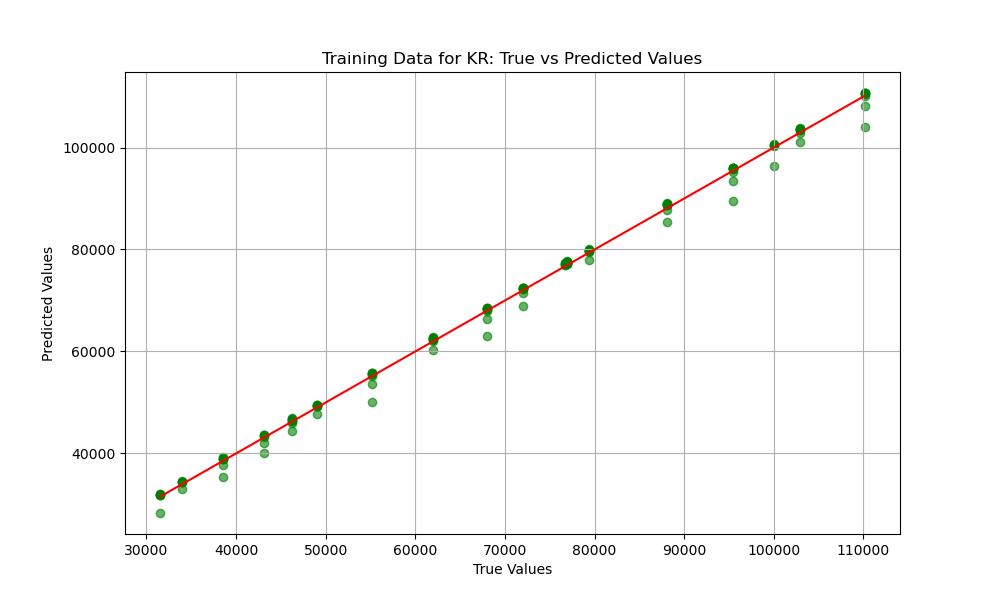 Training Data for KR: True vs Predicted Values
100000
80000
60000
40000
Predicted Values
30000 40000 50000 60000 70000 80000 90000 100000 110000
True Values